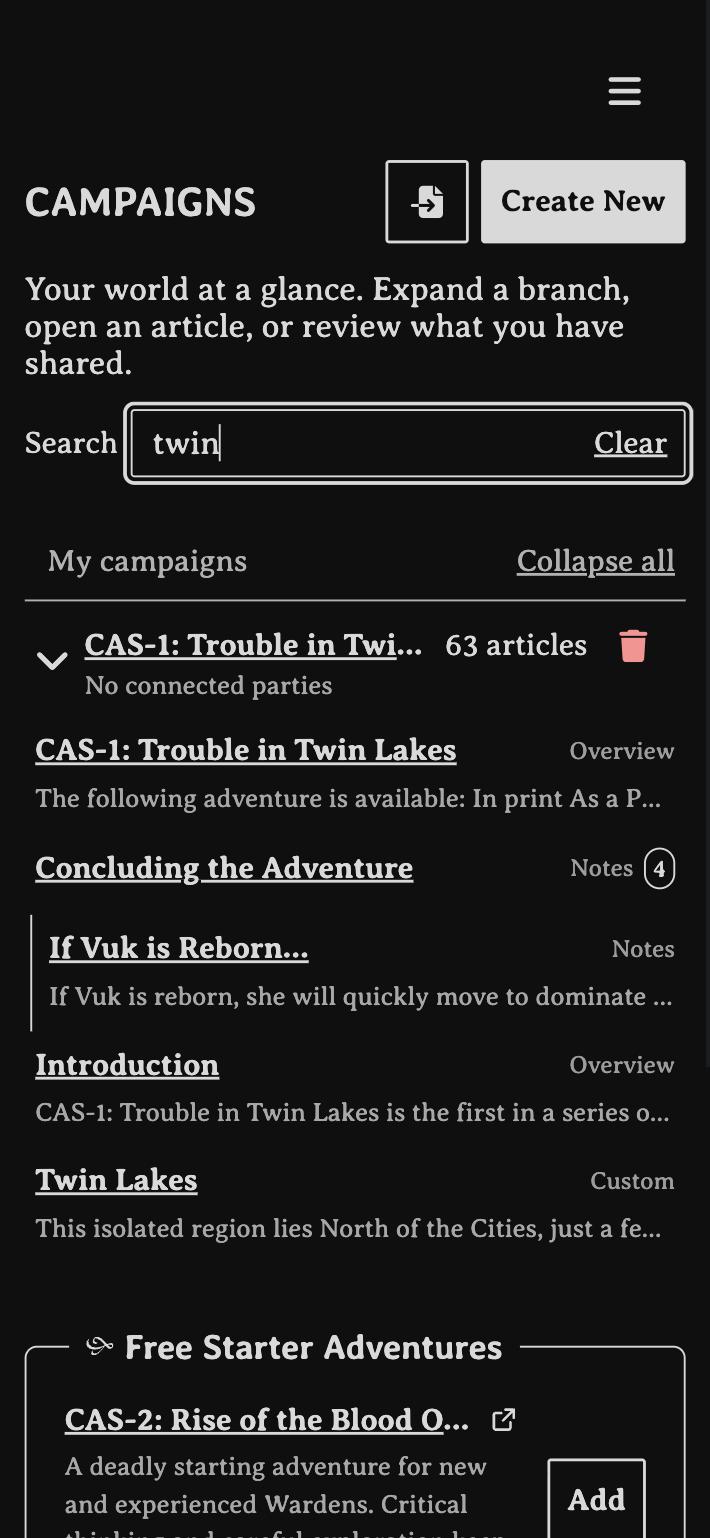 CAMPAIGNS
Create New
Your world at a glance. Expand a branch,
open an article, or review what you have
shared.
Search
twin
Clear
My campaigns
Collapse all
CAS-1: Trouble in Twi...
63 articles
No connected parties
CAS-1: Trouble in Twin Lakes
Overview
The following adventure is available: In print As a P...
Concluding the Adventure
Notes
4
If Vuk is Reborn...
Notes
If Vuk is reborn, she will quickly move to dominate ...
Introduction
Overview
CAS-1: Trouble in Twin Lakes is the first in a series o...
Twin Lakes
Custom
This isolated region lies North of the Cities, just a fe...
Free Starter Adventures
CAS-2: Rise of the Blood O...
A deadly starting adventure for new
and experienced Wardens. Critical
Add